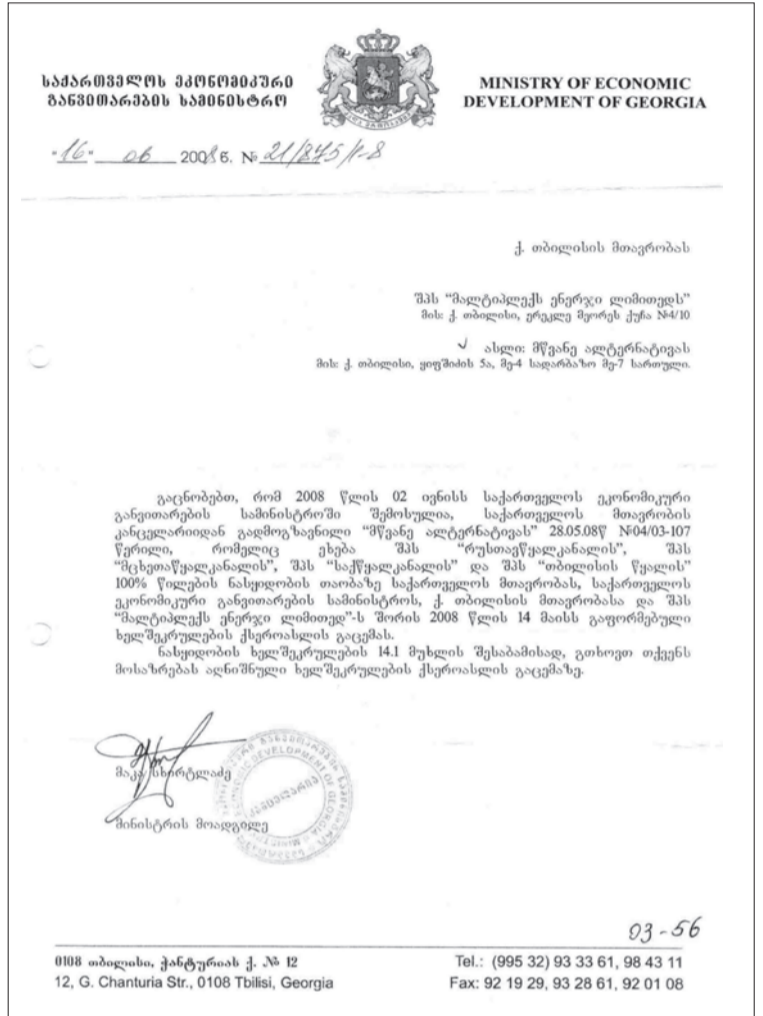 საქართველოს ეკონომიკური
განვითარების სამინისტრო
MINISTRY OF ECONOMIC
DEVELOPMENT OF GEORGIA
"16" 06 2008 წ. № 21/845/1-8
ქ. თბილისის მთავრობას
შპს "მალტიპლექს ენერჯი ლიმითედს"
მის: ქ. თბილისი, ერეკლე მეორეს ქუჩა №4/10
ასლი: მწვანე ალტერნატივას
მის: ქ. თბილისი, ყიფშიძის 5ა, მე-4 სადარბაზო მე-7 სართული.
გაცნობებთ, რომ 2008 წლის 02 ივნისს საქართველოს ეკონომიკური
განვითარების სამინისტროში შემოსულია, საქართველოს მთავრობის
კანცელარიიდან გადმოგზავნილი "მწვანე ალტერნატივას" 28.05.08წ №04/03-107
წერილი, რომელიც ეხება შპს "რუსთავწყალკანალის", შპს
"მცხეთაწყალკანალის", შპს "საქწყალკანალის" და შპს "თბილისის წყალის"
100% წილების ნასყიდობის თაობაზე საქართველოს მთავრობას, საქართველოს
ეკონომიკური განვითარების სამინისტროს, ქ. თბილისის მთავრობასა და შპს
"მალტიპლექს ენერჯი ლიმითედ"-ს შორის 2008 წლის 14 მაისს გაფორმებული
ხელშეკრულების ქსეროასლის გაცემას.
ნასყიდობის ხელშეკრულების 14.1 მუხლის შესაბამისად, გთხოვთ თქვენს
მოსაზრებას აღნიშნული ხელშეკრულების ქსეროასლის გაცემაზე.
მაკა სხირტლაძე
მინისტრის მოადგილე
კანცელარია
03-56
0108 თბილისი, ჭანტურიას ქ. № 12
12, G. Chanturia Str., 0108 Tbilisi, Georgia
Tel.: (995 32) 93 33 61, 98 43 11
Fax: 92 19 29, 93 28 61, 92 01 08